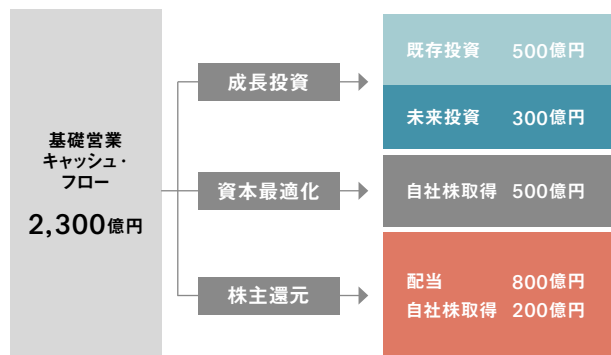 基礎営業
キャッシュ・
フロー
2,300億円
成長投資
既存投資 500億円
未来投資 300億円
資本最適化
自社株取得 500億円
株主還元
配当 800億円
自社株取得 200億円